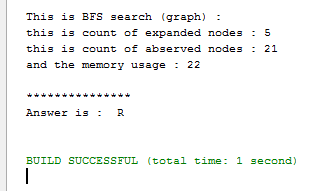 This is BFS search (graph) :
this is count of expanded nodes : 5
this is count of abserved nodes : 21
and the memory usage : 22
***************
Answer is :  R
BUILD SUCCESSFUL (total time: 1 second)